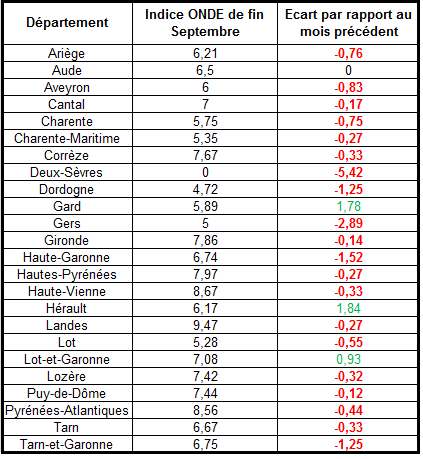 Département Indice ONDE de fin Septembre Ecart par rapport au mois précédent
Ariège 6,21 -0,76
Aude 6,5 0
Aveyron 6 -0,83
Cantal 7 -0,17
Charente 5,75 -0,75
Charente-Maritime 5,35 -0,27
Corrèze 7,67 -0,33
Deux-Sèvres 0 -5,42
Dordogne 4,72 -1,25
Gard 5,89 1,78
Gers 5 -2,89
Gironde 7,86 -0,14
Haute-Garonne 6,74 -1,52
Hautes-Pyrénées 7,97 -0,27
Haute-Vienne 8,67 -0,33
Hérault 6,17 1,84
Landes 9,47 -0,27
Lot 5,28 -0,55
Lot-et-Garonne 7,08 0,93
Lozère 7,42 -0,32
Puy-de-Dôme 7,44 -0,12
Pyrénées-Atlantiques 8,56 -0,44
Tarn 6,67 -0,33
Tarn-et-Garonne 6,75 -1,25